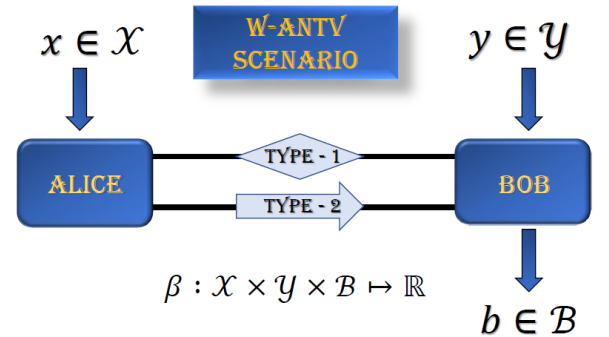 W-ANTV
SCENARIO
x ∈ 𝒳
y ∈ 𝒴
ALICE
TYPE - 1
TYPE - 2
BOB
β : 𝒳 × 𝒴 × ℬ ↦ ℝ
b ∈ ℬ